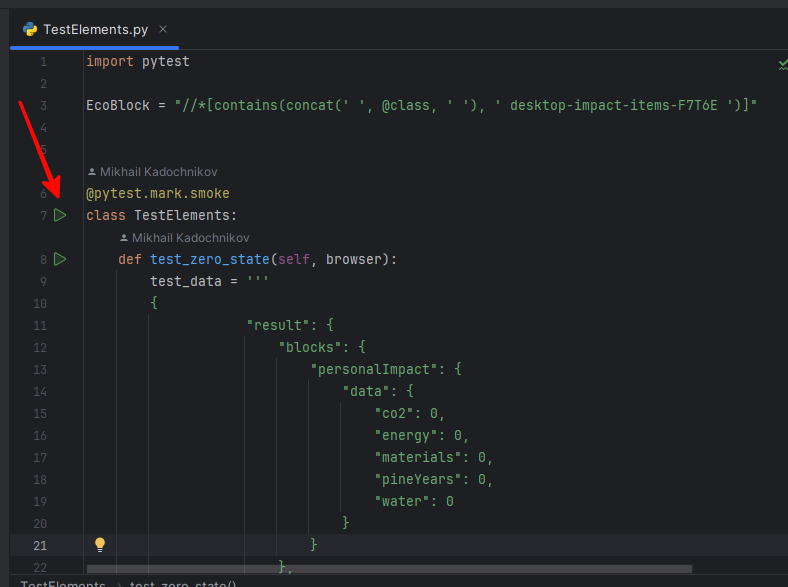 TestElements.py
1 import pytest
2
3 EcoBlock = "//*[contains(concat(' ', @class, ' '), ' desktop-impact-items-F7T6E ')]"
4
5
Mikhail Kadochnikov
6 @pytest.mark.smoke
7 class TestElements:
Mikhail Kadochnikov
8 def test_zero_state(self, browser):
9 test_data = '''
10 {
11 "result": {
12 "blocks": {
13 "personalImpact": {
14 "data": {
15 "co2": 0,
16 "energy": 0,
17 "materials": 0,
18 "pineYears": 0,
19 "water": 0
20 }
21 }
22 },
TestElements > test_zero_state()